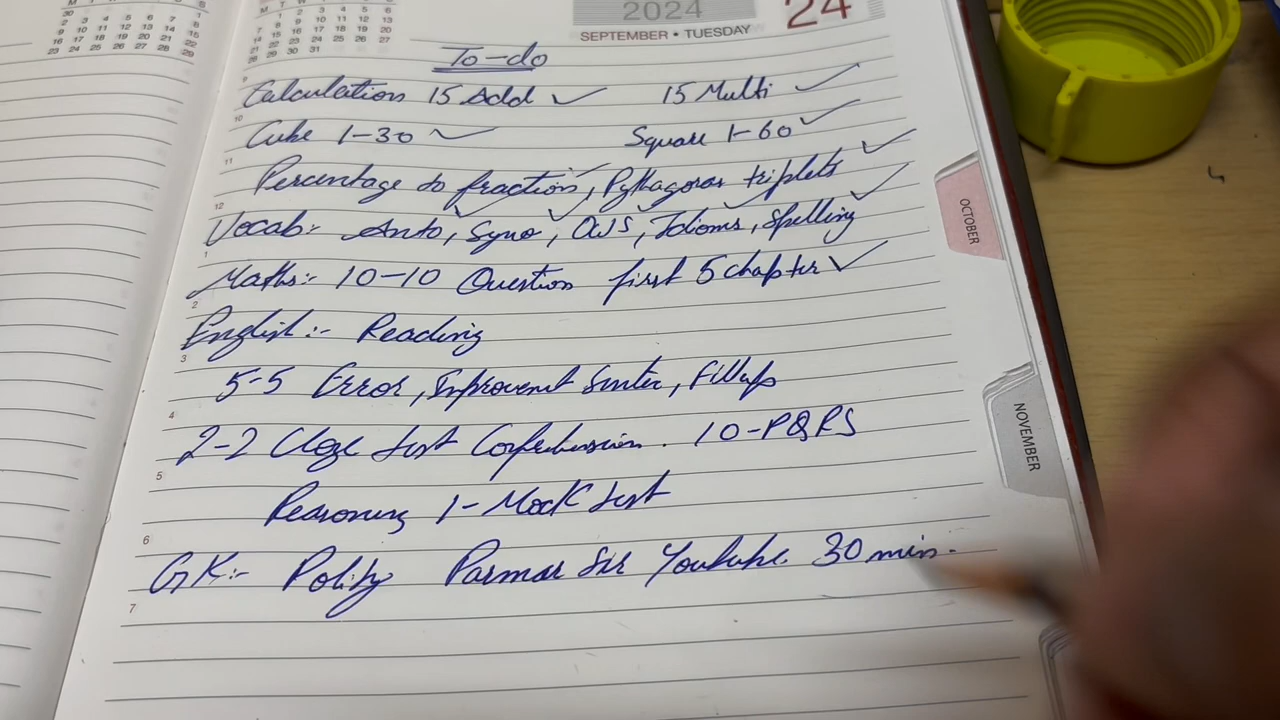 2024
24
SEPTEMBER • TUESDAY
To-do
Calculation 15 Add ✓ 15 Multi ✓
Cube 1-30 ✓ Square 1-60 ✓
Percentage to fraction, Pythagoras triplets ✓
Vocab:- Anto, Syno, OWS, Idioms, Spelling ✓
Maths:- 10-10 Question first 5 chapter ✓
English:- Reading
5-5 Error, Improvement, Fillups
2-2 Cloze test Comprehension. 10-PQRS
Reasoning 1-Mock test
GK:- Polity Parmar Sir Youtube 30 min.
OCTOBER
NOVEMBER